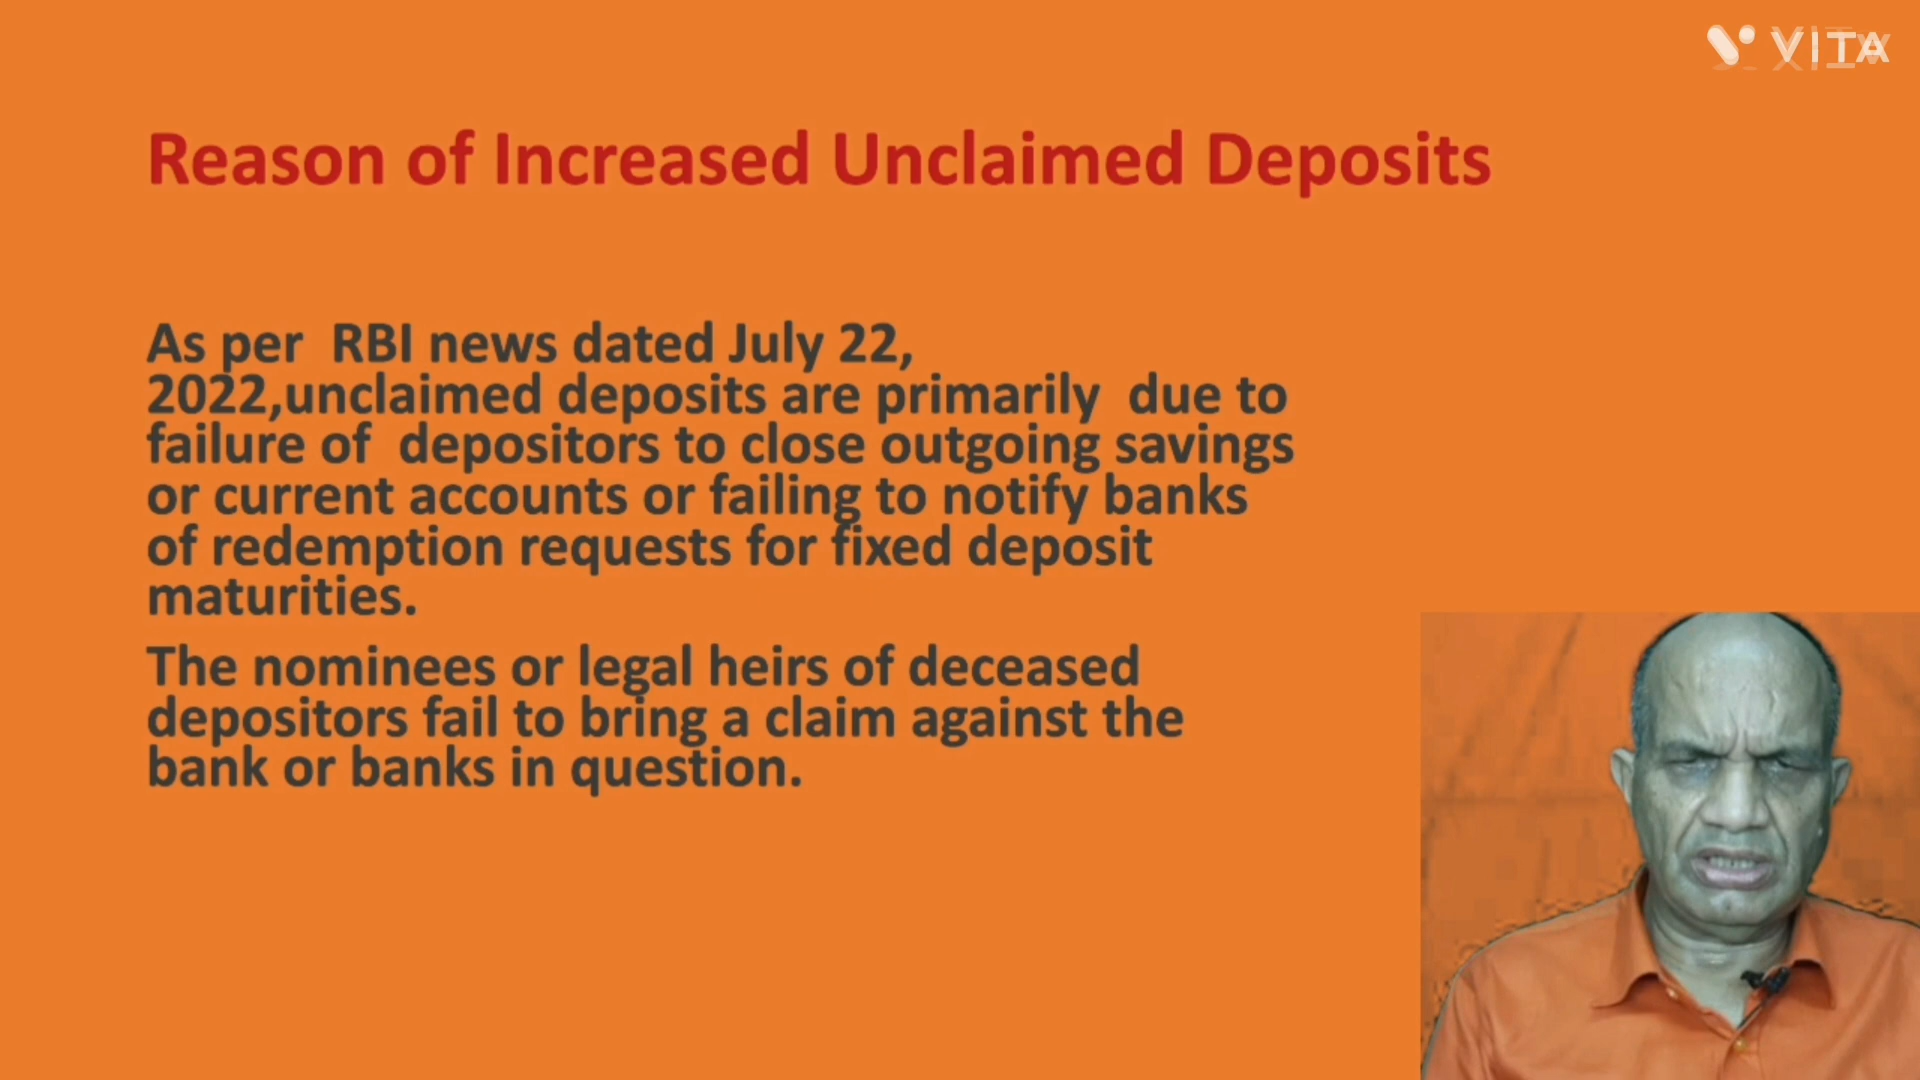 VITA
Reason of Increased Unclaimed Deposits
As per RBI news dated July 22,
2022,unclaimed deposits are primarily due to
failure of depositors to close outgoing savings
or current accounts or failing to notify banks
of redemption requests for fixed deposit
maturities.
The nominees or legal heirs of deceased
depositors fail to bring a claim against the
bank or banks in question.